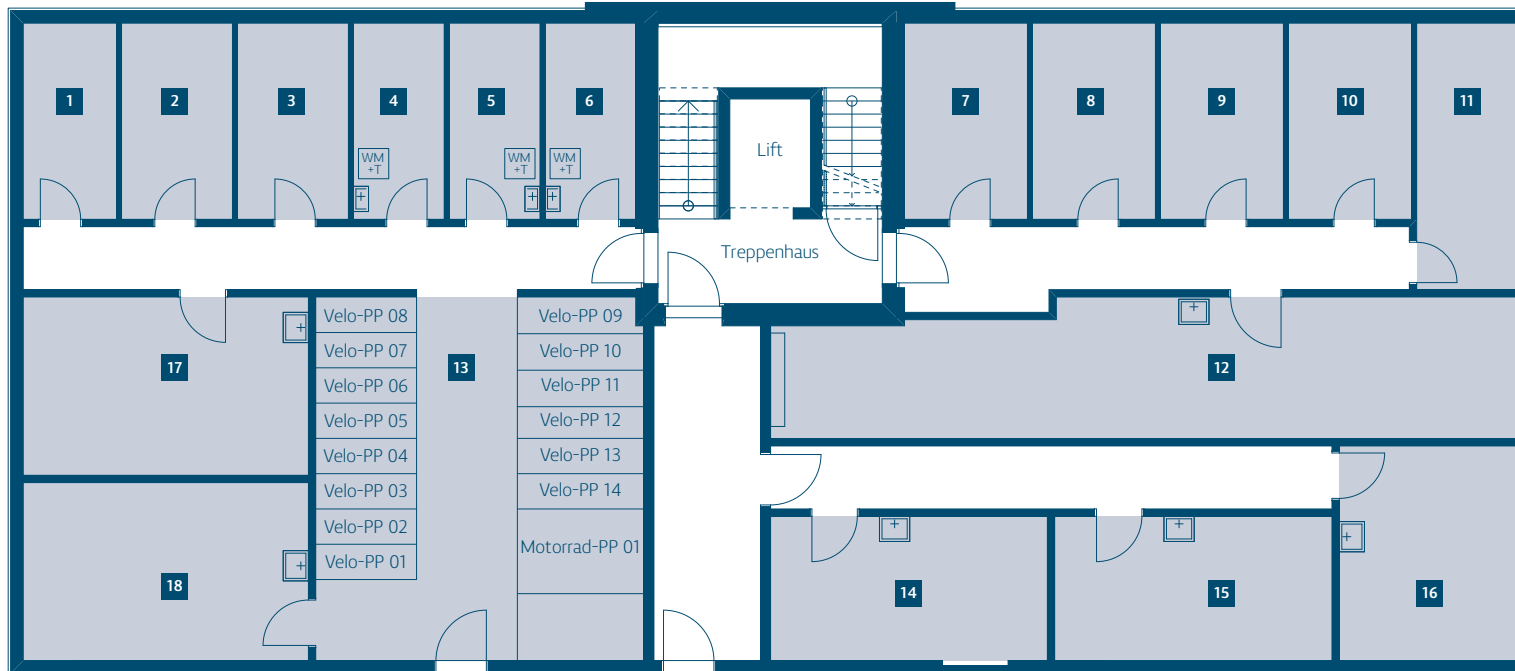 1
2
3
4
5
6
7
8
9
10
11
WM
+T
WM
+T
WM
+T
Lift
Treppenhaus
Velo-PP 08
Velo-PP 07
Velo-PP 06
Velo-PP 05
Velo-PP 04
Velo-PP 03
Velo-PP 02
Velo-PP 01
13
Velo-PP 09
Velo-PP 10
Velo-PP 11
Velo-PP 12
Velo-PP 13
Velo-PP 14
Motorrad-PP 01
17
18
12
14
15
16